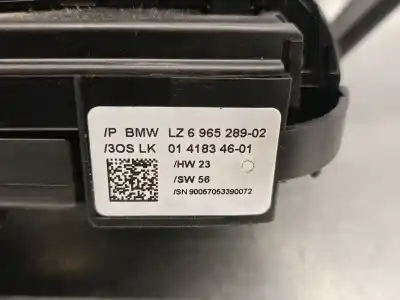 /P BMW LZ 6 965 289-02
/3OS LK 01 4183 46-01
/HW 23
/SW 56
/SN 90057053390072